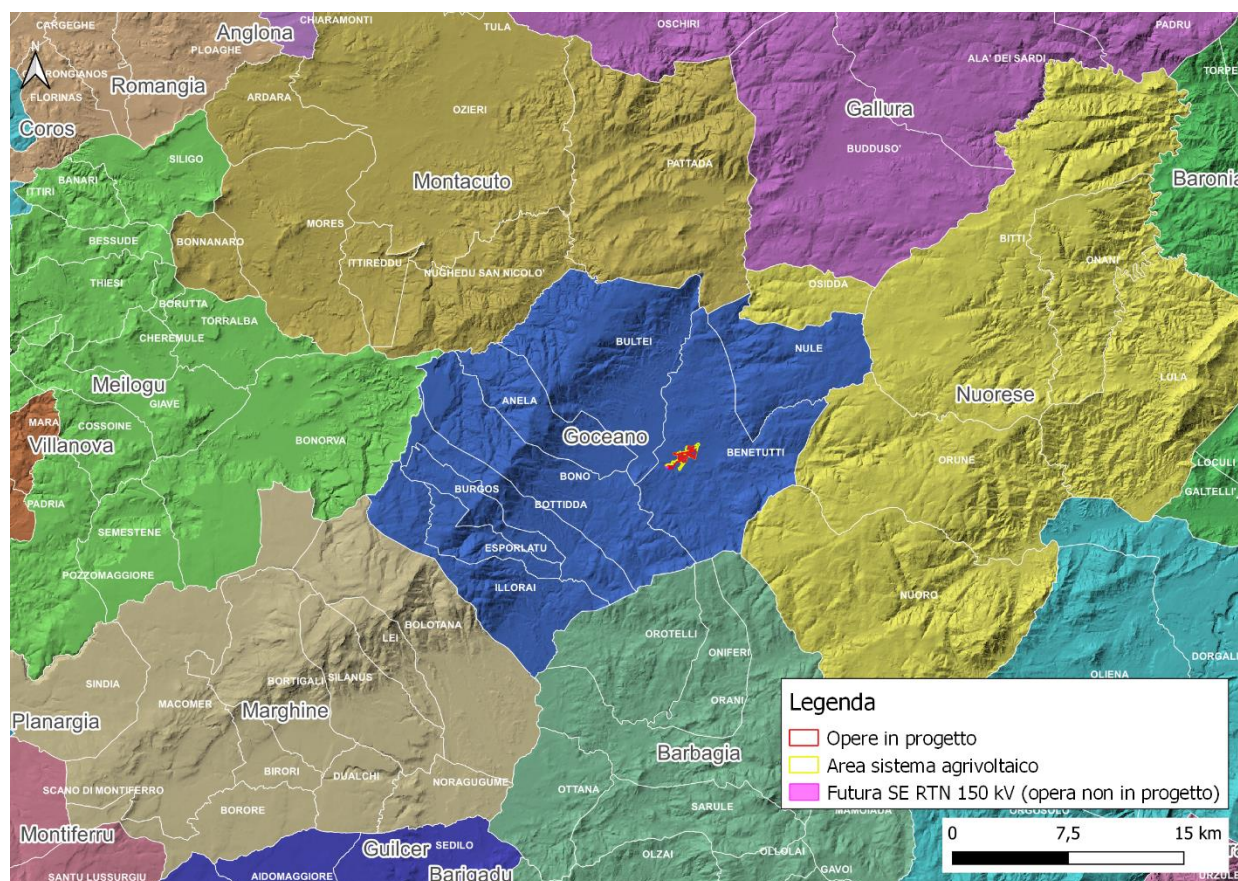 CARGEGHE
Anglona
CHIARAMONTI
TULA
OSCHIRI
PADRU
N
PLOAGHE
ALA' DEI SARDI
TORPE
Romangia
ARDARA
FLORINAS
OZIERI
Gallura
Coros
SILIGO
BUDDUSO'
PATTADA
BANARI
Montacuto
Baronia
ITTIRI
MORES
BESSUDE
BONNANARO
BITTI
ITTIREDDU
ONANI'
NUGHEDU SAN NICOLO'
THIESI
OSIDDA
BORUTTA
TORRALBA
CHEREMULE
BULTEI
NULE
LULA
Meilogu
ANELA
Nuorese
GIAVE
MARA
COSSOINE
Goceano
Villanova
BONORVA
BENETUTTI
ORUNE
LOCULI
BONO
GALTELLI'
BURGOS
PADRIA
BOTTIDDA
SEMESTENE
ESPORLATU
POZZOMAGGIORE
ILLORAI
NUORO
BOLOTANA
OROTELLI
LEI
ONIFERI
DORGALI
OLIENA
SINDIA
BORTIGALI
SILANUS
MACOMER
ORANI
Planargia
Marghine
Legenda
Opere in progetto
Barbagia
Area sistema agrivoltaico
BIRORI
DUALCHI
NORAGUGUME
SCANO DI MONTIFERRO
OTTANA
Futura SE RTN 150 kV (opera non in progetto)
BORORE
SARULE
MAMOIADA
ORGOSOLO
Montiferru
0 7,5 15 km
Guilcer
SEDILO
OLZAI
OLLOLAI
GAVOI
SANTU LUSSURGIU
AIDOMAGGIORE
Barigadu
URZULE